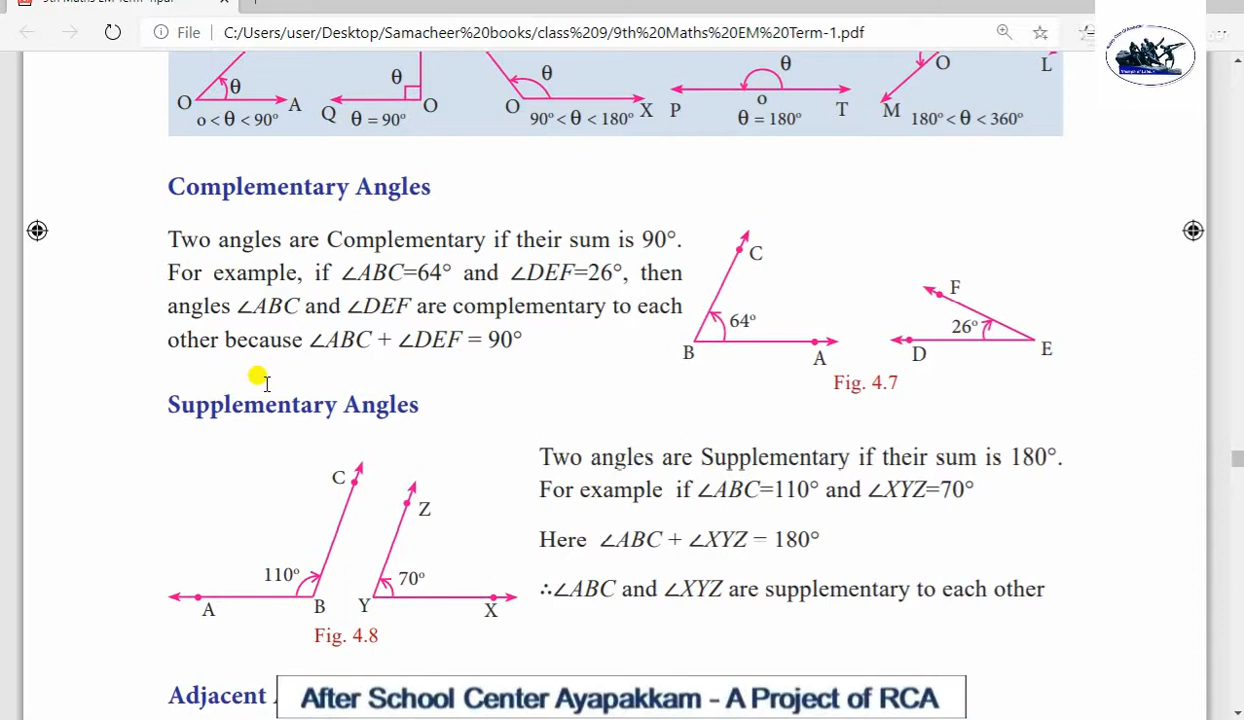 File C:/Users/user/Desktop/Samacheer%20books/class%209/9th%20Maths%20EM%20Term-1.pdf
O θ A
o < θ < 90°
Q θ O
θ = 90°
O θ X
90° < θ < 180°
P θ o T
θ = 180°
M O L
180° < θ < 360°
Complementary Angles
Two angles are Complementary if their sum is 90°.
For example, if ∠ABC=64° and ∠DEF=26°, then
angles ∠ABC and ∠DEF are complementary to each
other because ∠ABC + ∠DEF = 90°
C
64°
B A
F
26°
D E
Fig. 4.7
Supplementary Angles
C
110°
A B
Z
70°
Y X
Fig. 4.8
Two angles are Supplementary if their sum is 180°.
For example if ∠ABC=110° and ∠XYZ=70°
Here ∠ABC + ∠XYZ = 180°
∴∠ABC and ∠XYZ are supplementary to each other
Adjacent
After School Center Ayapakkam - A Project of RCA